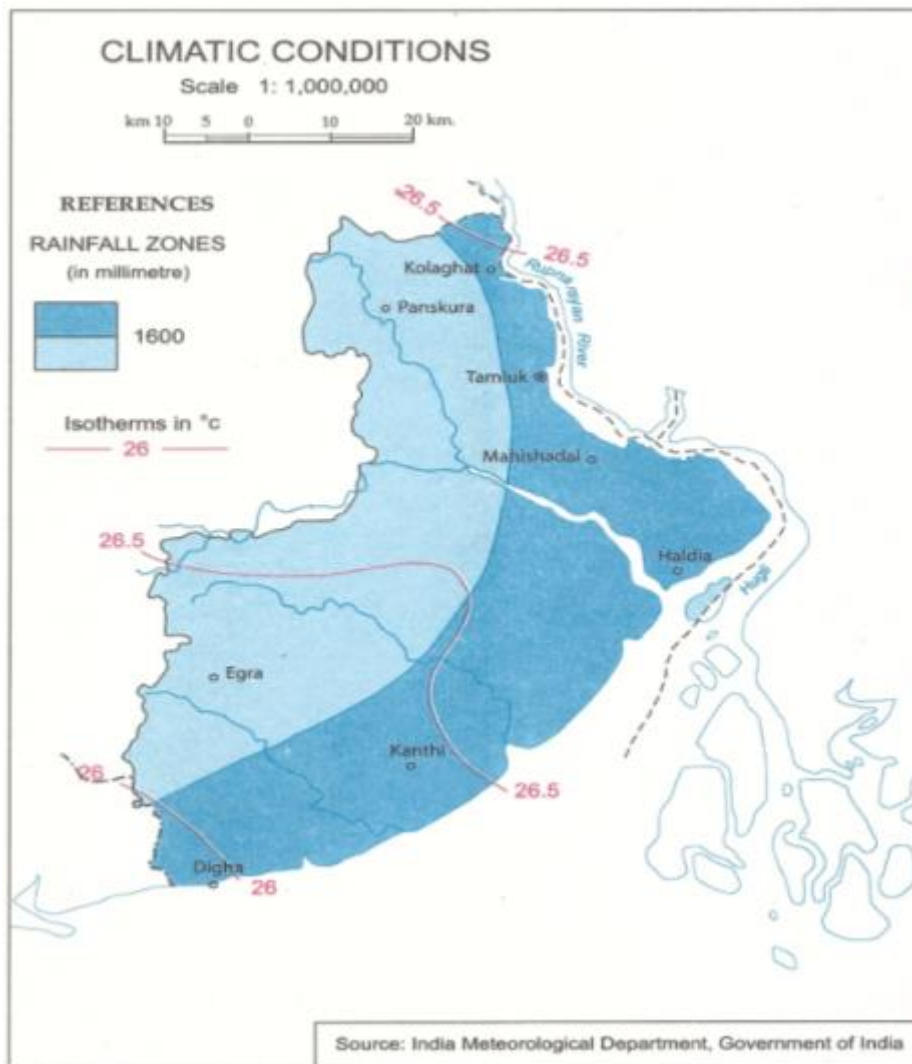 CLIMATIC CONDITIONS
Scale 1: 1,000,000
km 10 5 0 10 20 km.
REFERENCES
RAINFALL ZONES
(in millimetre)
1600
Isotherms in °c
26
26.5
26.5
Kolaghat
Rupnarayan River
Panskura
Tamluk
Mahishadal
26.5
Haldia
Hugli
Egra
Kanthi
26
26.5
Digha
26
Source: India Meteorological Department, Government of India